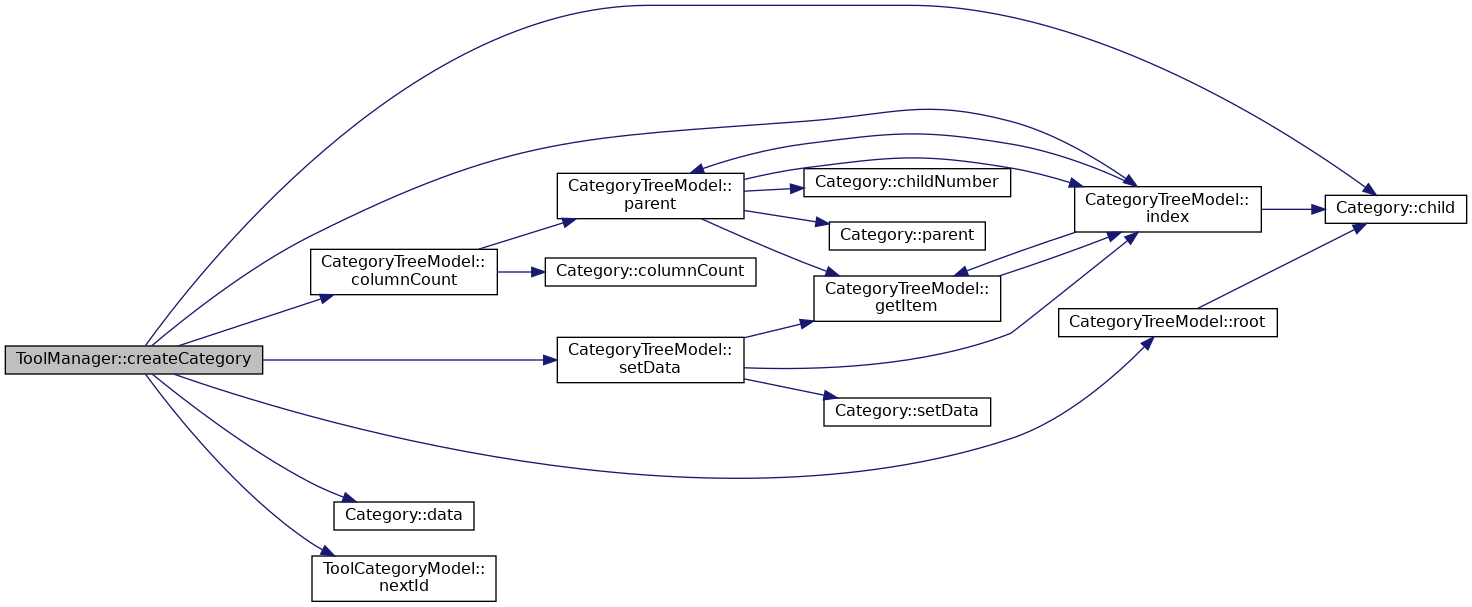 CategoryTreeModel::
parent
Category::childNumber
CategoryTreeModel::
index
Category::child
Category::parent
CategoryTreeModel::
columnCount
Category::columnCount
CategoryTreeModel::
getItem
CategoryTreeModel::root
ToolManager::createCategory
CategoryTreeModel::
setData
Category::setData
Category::data
ToolCategoryModel::
nextId